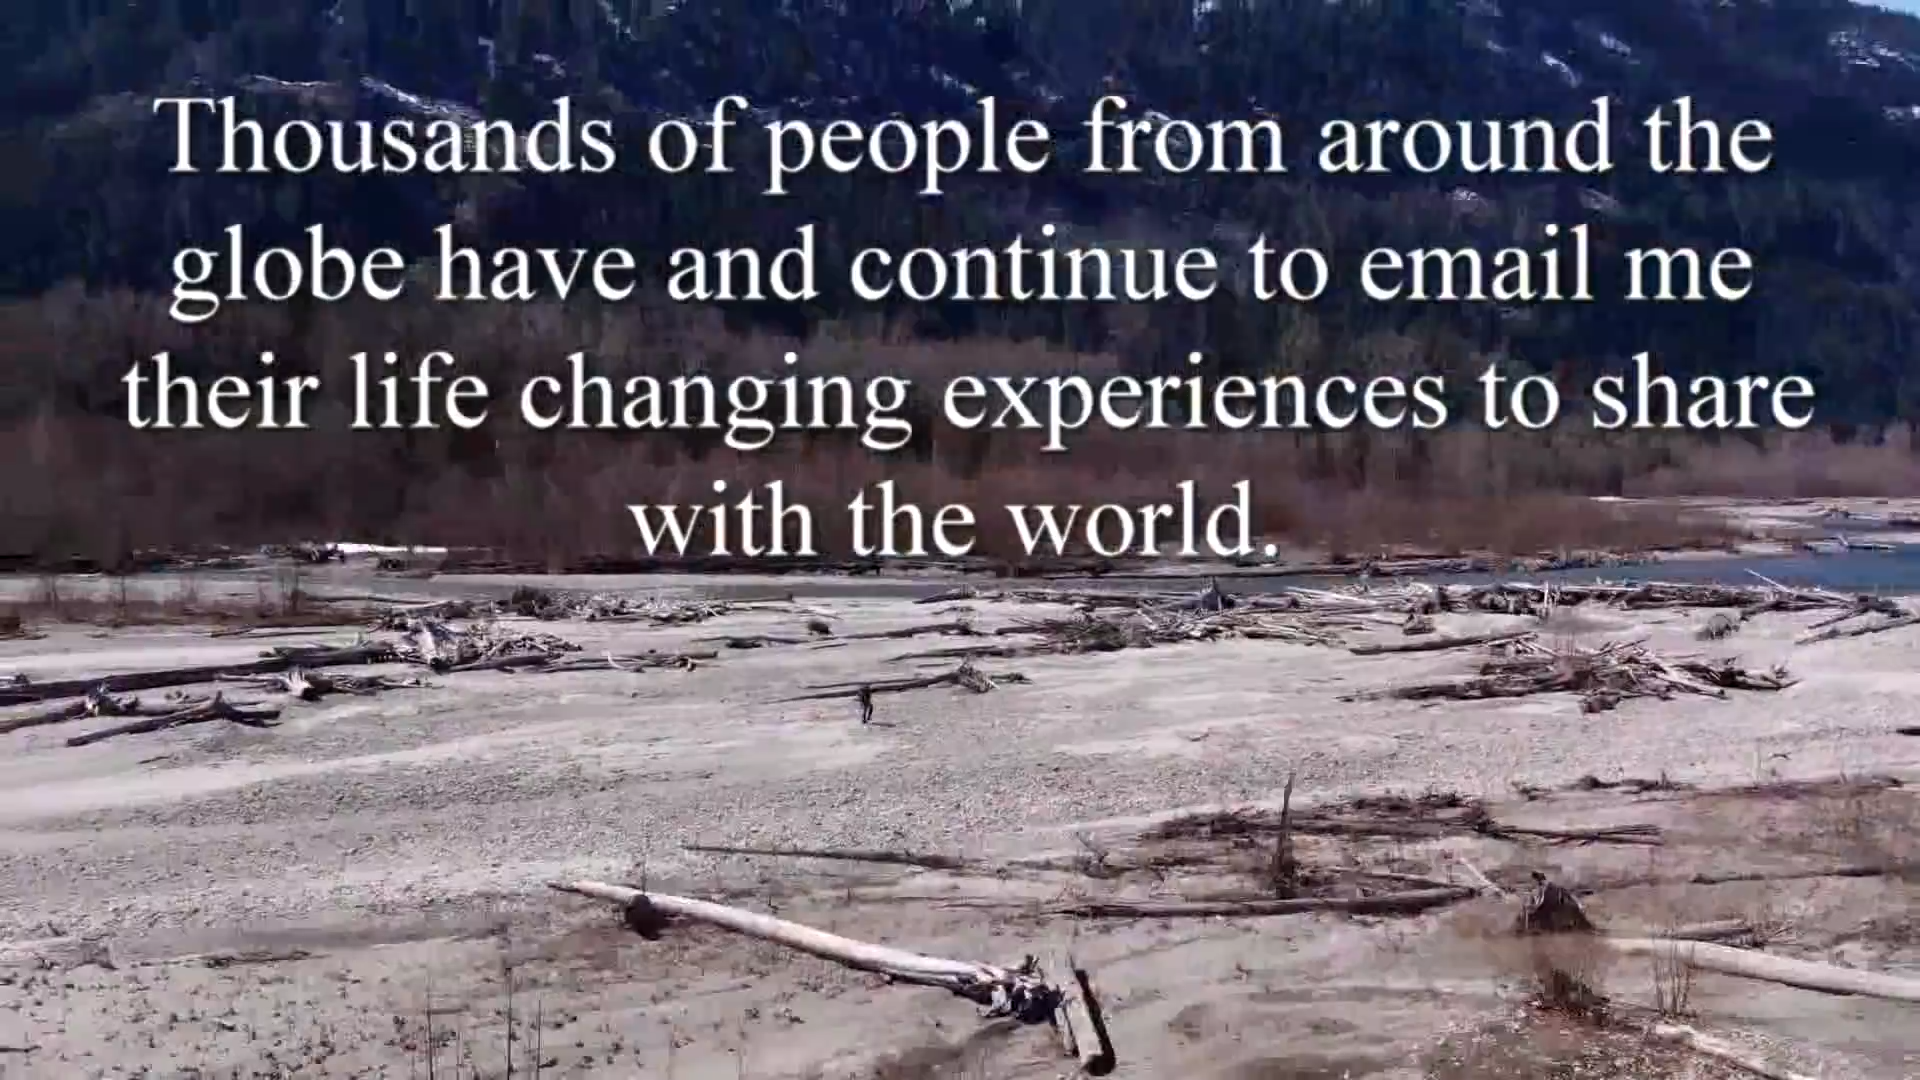 Thousands of people from around the
globe have and continue to email me
their life changing experiences to share
with the world.